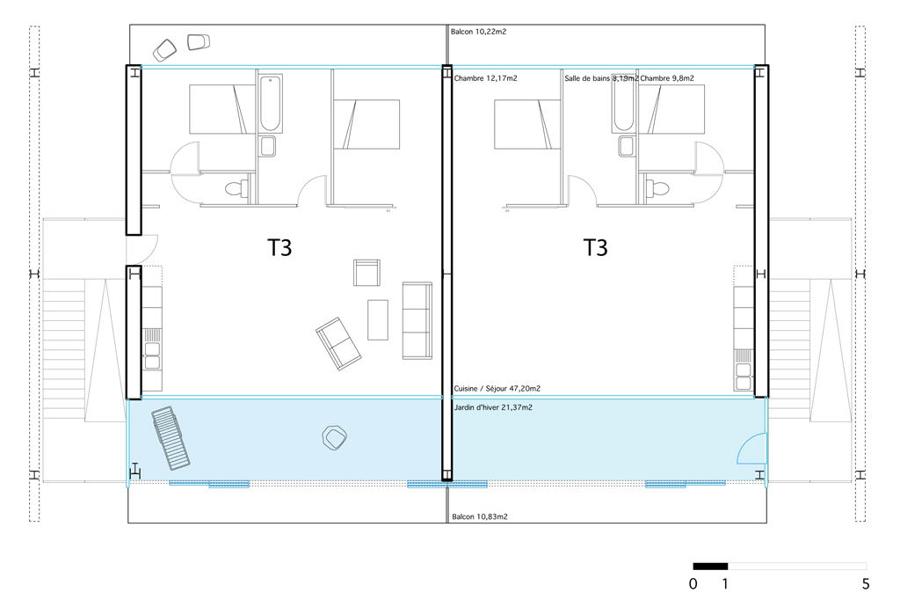 Balcon 10,22m2
Chambre 12,17m2
Salle de bains 8,19m2
Chambre 9,8m2
T3
T3
Cuisine / Séjour 47,20m2
Jardin d'hiver 21,37m2
Balcon 10,83m2
0 1 5